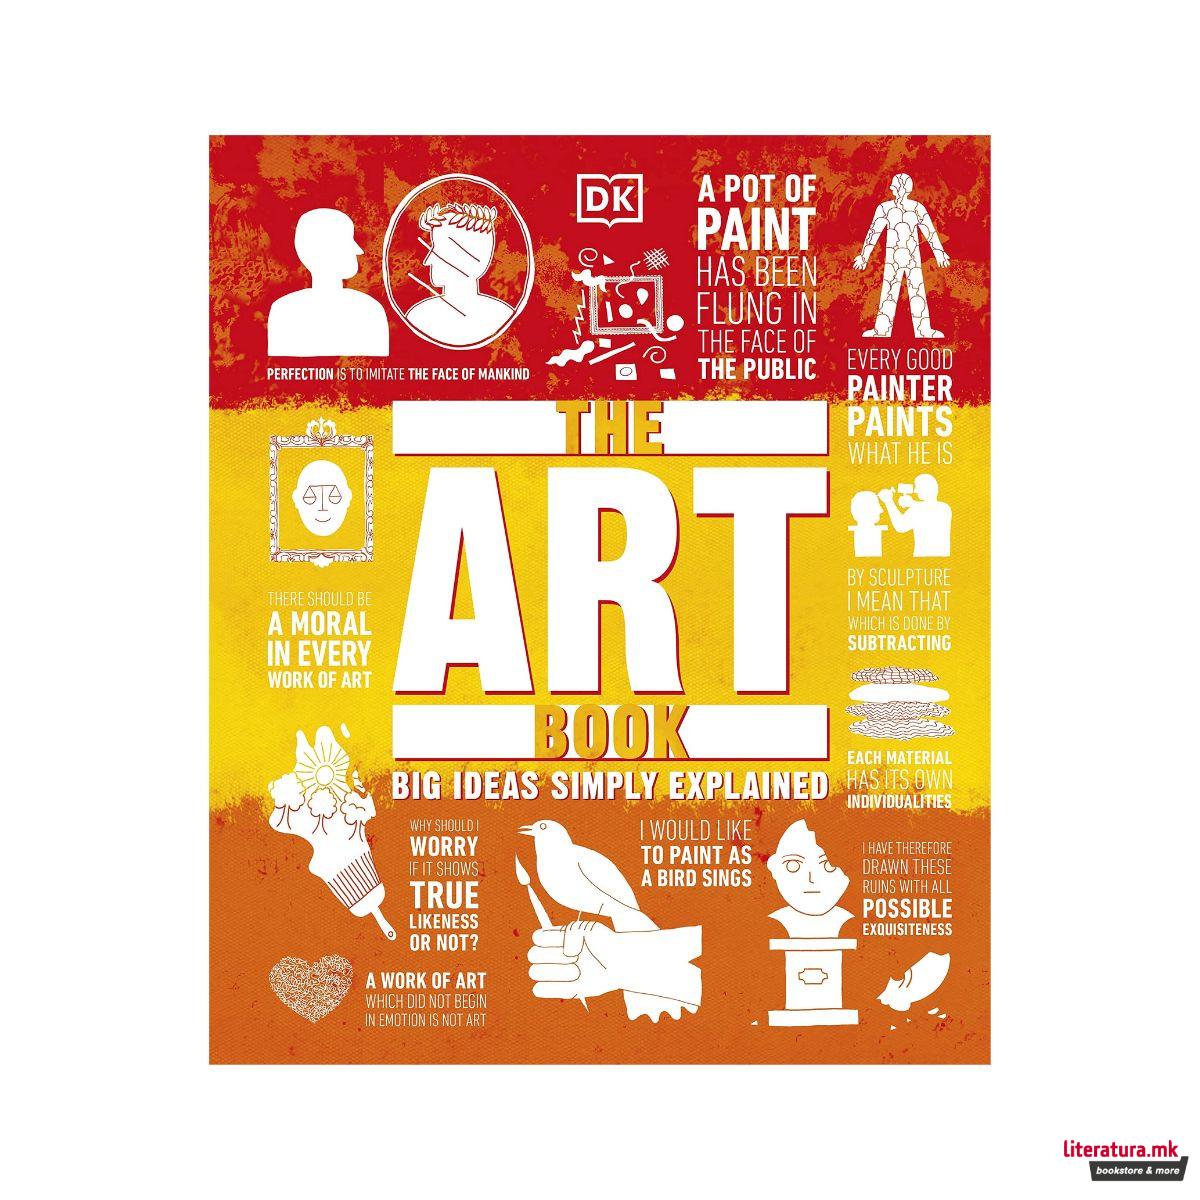 DK
A POT OF
PAINT
HAS BEEN
FLUNG IN
THE FACE OF
THE PUBLIC
PERFECTION IS TO IMITATE THE FACE OF MANKIND
EVERY GOOD
PAINTER
PAINTS
WHAT HE IS
THE
ART
BOOK
BIG IDEAS SIMPLY EXPLAINED
THERE SHOULD BE
A MORAL
IN EVERY
WORK OF ART
BY SCULPTURE
I MEAN THAT
WHICH IS DONE BY
SUBTRACTING
EACH MATERIAL
HAS ITS OWN
INDIVIDUALITIES
WHY SHOULD I
WORRY
IF IT SHOWS
TRUE
LIKENESS
OR NOT?
I WOULD LIKE
TO PAINT AS
A BIRD SINGS
I HAVE THEREFORE
DRAWN THESE
RUINS WITH ALL
POSSIBLE
EXQUISITENESS
A WORK OF ART
WHICH DID NOT BEGIN
IN EMOTION IS NOT ART
literatura.mk
bookstore & more